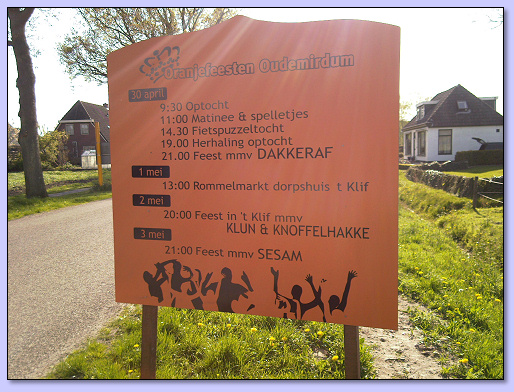 Oranjefeesten Oudemirdum
30 april
9:30 Optocht
11:00 Matinee & spelletjes
14.30 Fietspuzzeltocht
19.00 Herhaling optocht
21.00 Feest mmv DAKKERAF
1 mei
13:00 Rommelmarkt dorpshuis t Klif
2 mei
20:00 Feest in 't Klif mmv
KLUN & KNOFFELHAKKE
3 mei
21:00 Feest mmv SESAM